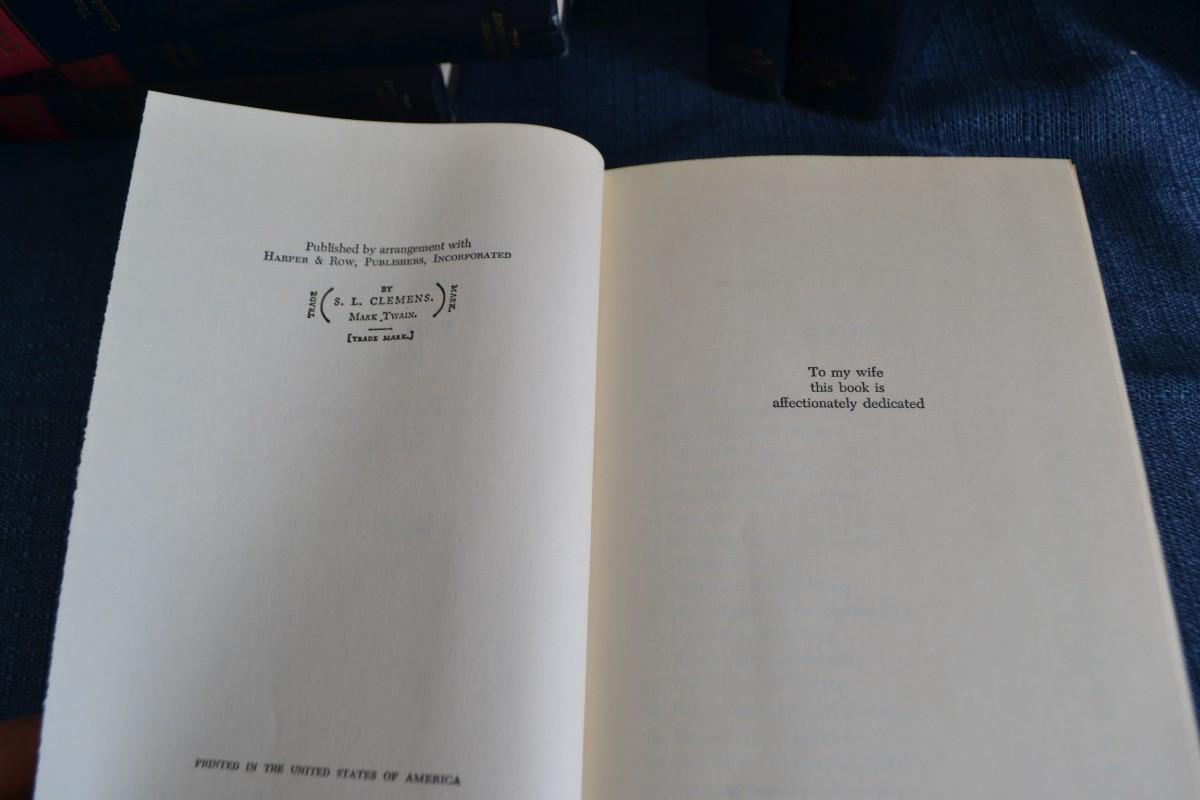 Published by arrangement with
HARPER & ROW, PUBLISHERS, INCORPORATED
BY
TRADE
S. L. CLEMENS.
MARK.
MARK TWAIN.
[TRADE MARK.]
PRINTED IN THE UNITED STATES OF AMERICA
To my wife
this book is
affectionately dedicated